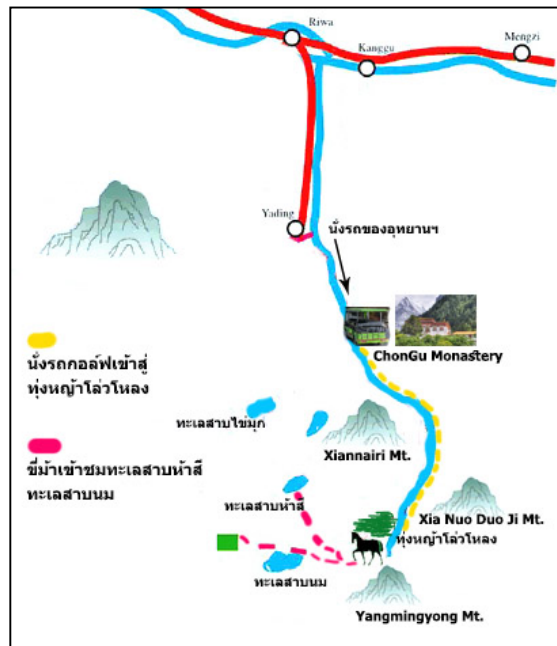 Riwa
Kanggu
Mengzi
Yading
นั่งรถของอุทยานฯ
ChonGu Monastery
นั่งรถกอล์ฟเข้าสู่
ทุ่งหญ้าโล่วโหลง
ทะเลสาบไข่มุก
Xiannairi Mt.
ขี่ม้าเข้าชมทะเลสาบห้าสี
ทะเลสาบนม
ทะเลสาบห้าสี
Xia Nuo Duo Ji Mt.
ทุ่งหญ้าโล่วโหลง
ทะเลสาบนม
Yangmingyong Mt.